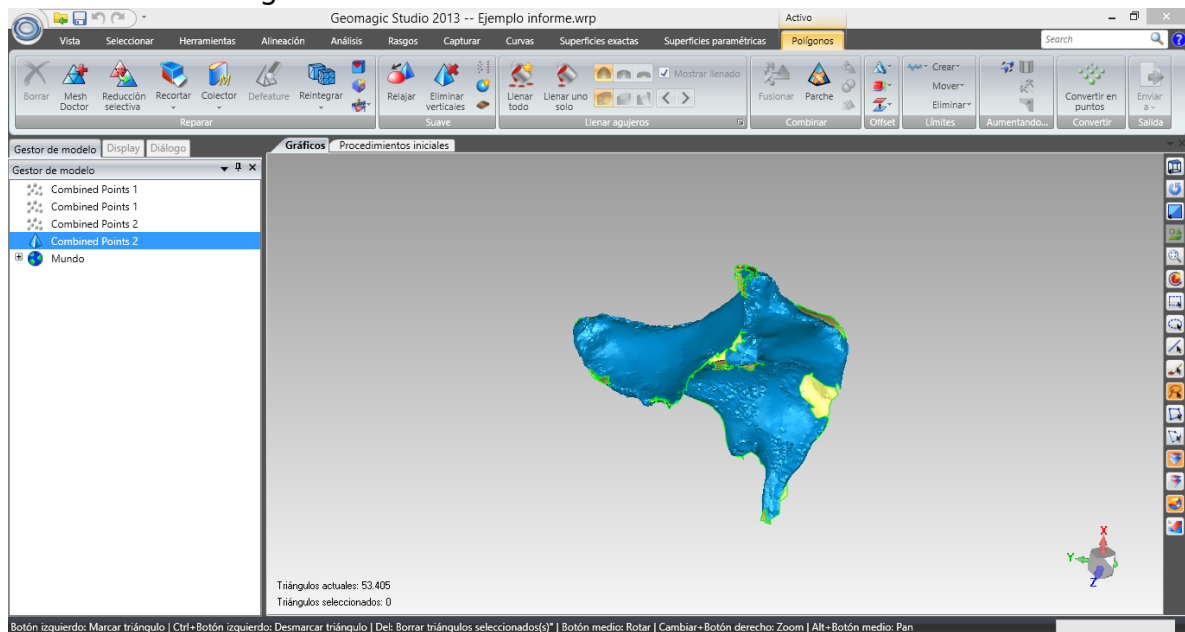 Geomagic Studio 2013 -- Ejemplo informe.wrp
Activo
Vista Seleccionar Herramientas Alineación Análisis Rasgos Capturar Curvas Superficies exactas Superficies paramétricas Polígonos
Search
Borrar
Mesh Doctor
Reducción selectiva
Recortar
Colector
Defeature
Reintegrar
Relajar
Eliminar verticales
Llenar todo
Llenar uno solo
Mostrar llenado
Fusionar
Parche
Crear
Mover
Eliminar
Convertir en puntos
Enviar a
Reparar Suave Llenar agujeros Combinar Offset Límites Aumentando... Convertir Salida
Gestor de modelo Display Diálogo
Gráficos Procedimientos iniciales
Gestor de modelo
Combined Points 1
Combined Points 1
Combined Points 2
Combined Points 2
Mundo
X
Y
Z
Triángulos actuales: 53.405
Triángulos seleccionados: 0
Botón izquierdo: Marcar triángulo | Ctrl+Botón izquierdo: Desmarcar triángulo | Del: Borrar triángulos seleccionados(s)* | Botón medio: Rotar | Cambiar+Botón derecho: Zoom | Alt+Botón medio: Pan